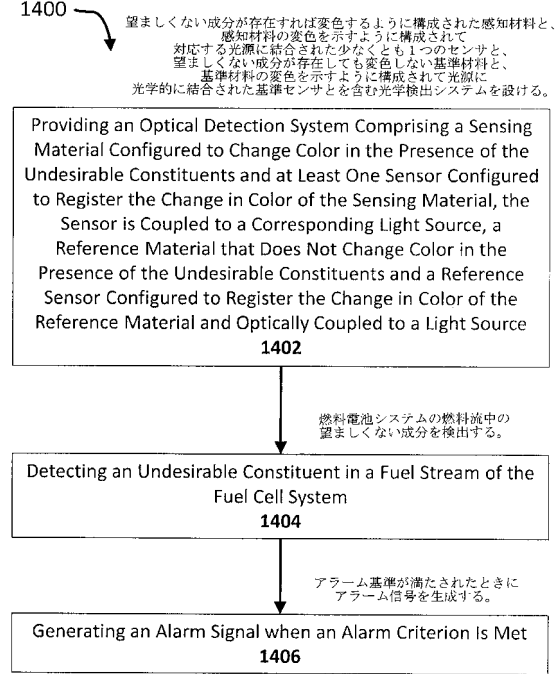 1400
望ましくない成分が存在すれば変色するように構成された感知材料と、
感知材料の変色を示すように構成されて
対応する光源に結合された少なくとも1つのセンサと、
望ましくない成分が存在しても変色しない基準材料と、
基準材料の変色を示すように構成されて光源に
光学的に結合された基準センサとを含む光学検出システムを設ける。
Providing an Optical Detection System Comprising a Sensing
Material Configured to Change Color in the Presence of the
Undesirable Constituents and at Least One Sensor Configured
to Register the Change in Color of the Sensing Material, the
Sensor is Coupled to a Corresponding Light Source, a
Reference Material that Does Not Change Color in the
Presence of the Undesirable Constituents and a Reference
Sensor Configured to Register the Change in Color of the
Reference Material and Optically Coupled to a Light Source
1402
燃料電池システムの燃料流中の
望ましくない成分を検出する。
Detecting an Undesirable Constituent in a Fuel Stream of the
Fuel Cell System
1404
アラーム基準が満たされたときに
アラーム信号を生成する。
Generating an Alarm Signal when an Alarm Criterion Is Met
1406